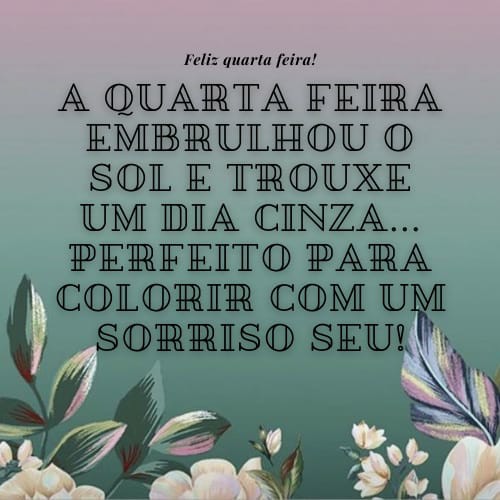 Feliz quarta feira!
A QUARTA FEIRA
EMBRULHOU O
SOL E TROUXE
UM DIA CINZA...
PERFEITO PARA
COLORIR COM UM
SORRISO SEU!